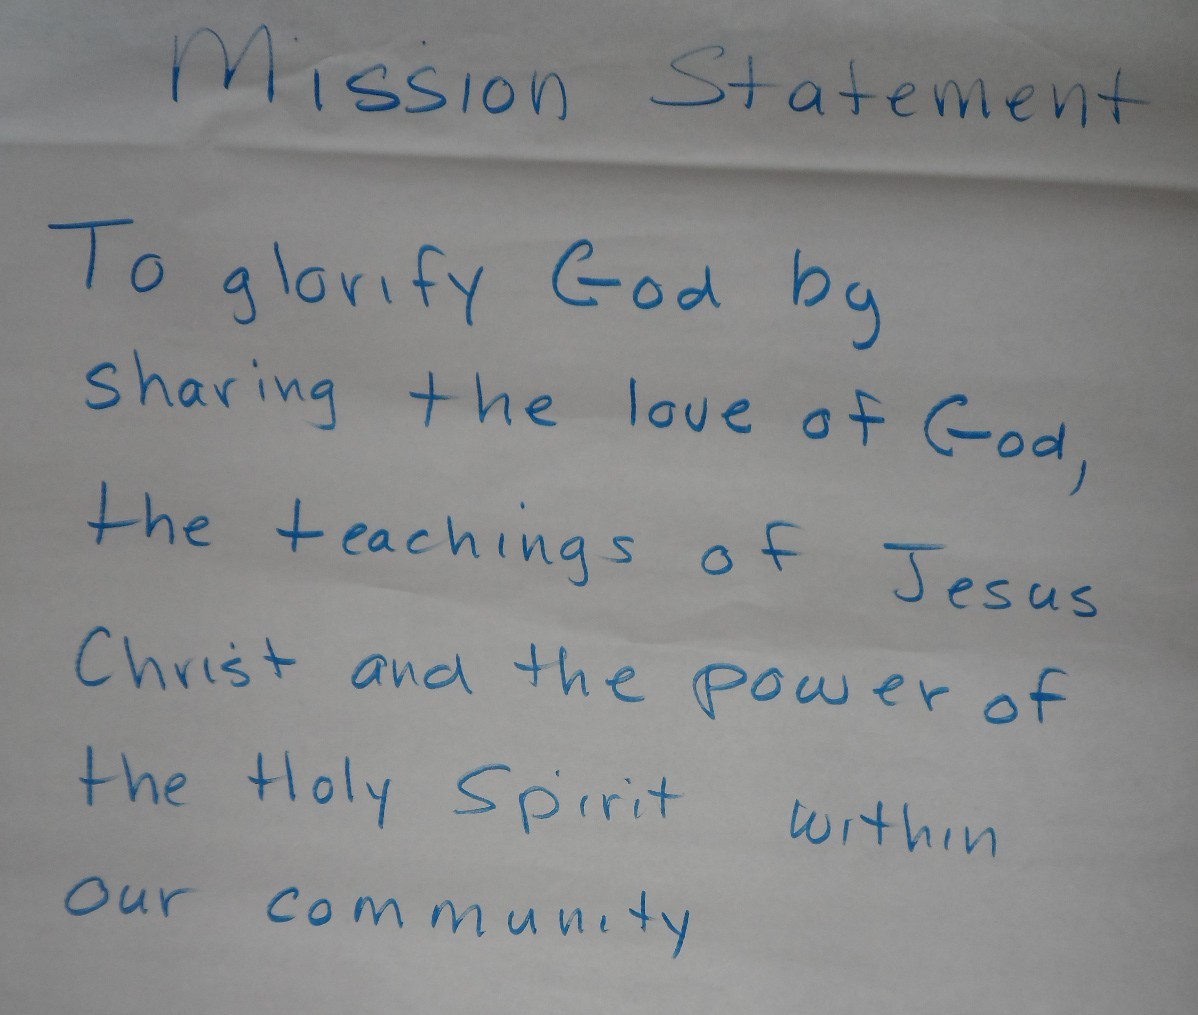 Mission Statement
To glorify God by
sharing the love of God,
the teachings of Jesus
Christ and the power of
the Holy Spirit within
our community